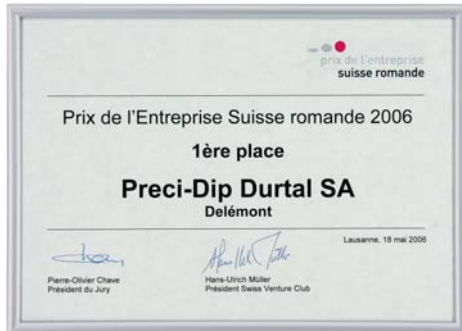 prix de l'entreprise
suisse romande
Prix de l'Entreprise Suisse romande 2006
1ère place
Preci-Dip Durtal SA
Delémont
Lausanne, 18 mai 2006
Pierre-Olivier Chave
Président du Jury
Hans-Ulrich Müller
Président Swiss Venture Club